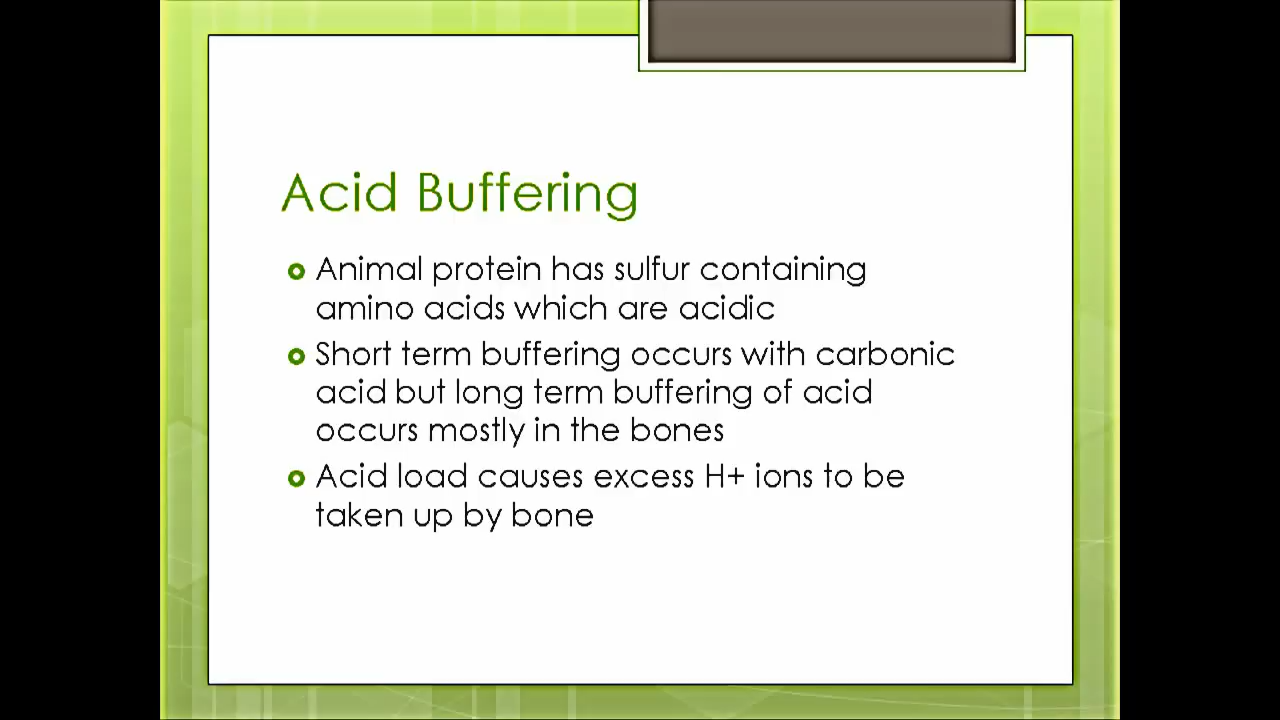 Acid Buffering
Animal protein has sulfur containing
amino acids which are acidic
Short term buffering occurs with carbonic
acid but long term buffering of acid
occurs mostly in the bones
Acid load causes excess H+ ions to be
taken up by bone